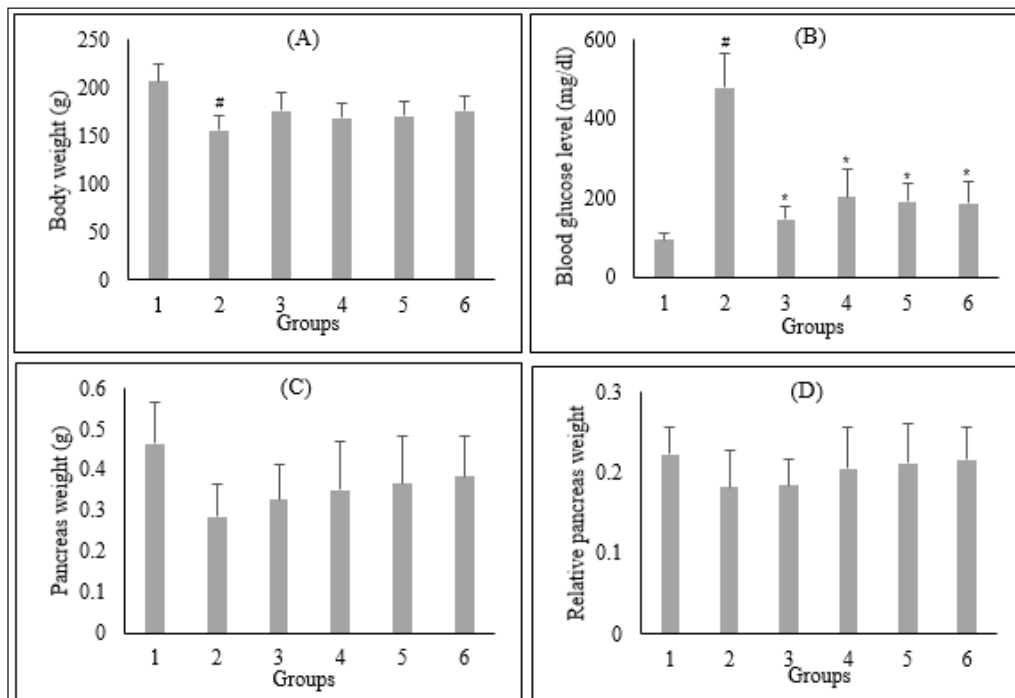 (A)
Body weight (g)
250
200
150
100
50
0
#
1 2 3 4 5 6
Groups
(B)
Blood glucose level (mg/dl)
600
400
200
0
#
* * * *
1 2 3 4 5 6
Groups
(C)
Pancreas weight (g)
0.6
0.5
0.4
0.3
0.2
0.1
0
1 2 3 4 5 6
Groups
(D)
Relative pancreas weight
0.3
0.2
0.1
0
1 2 3 4 5 6
Groups